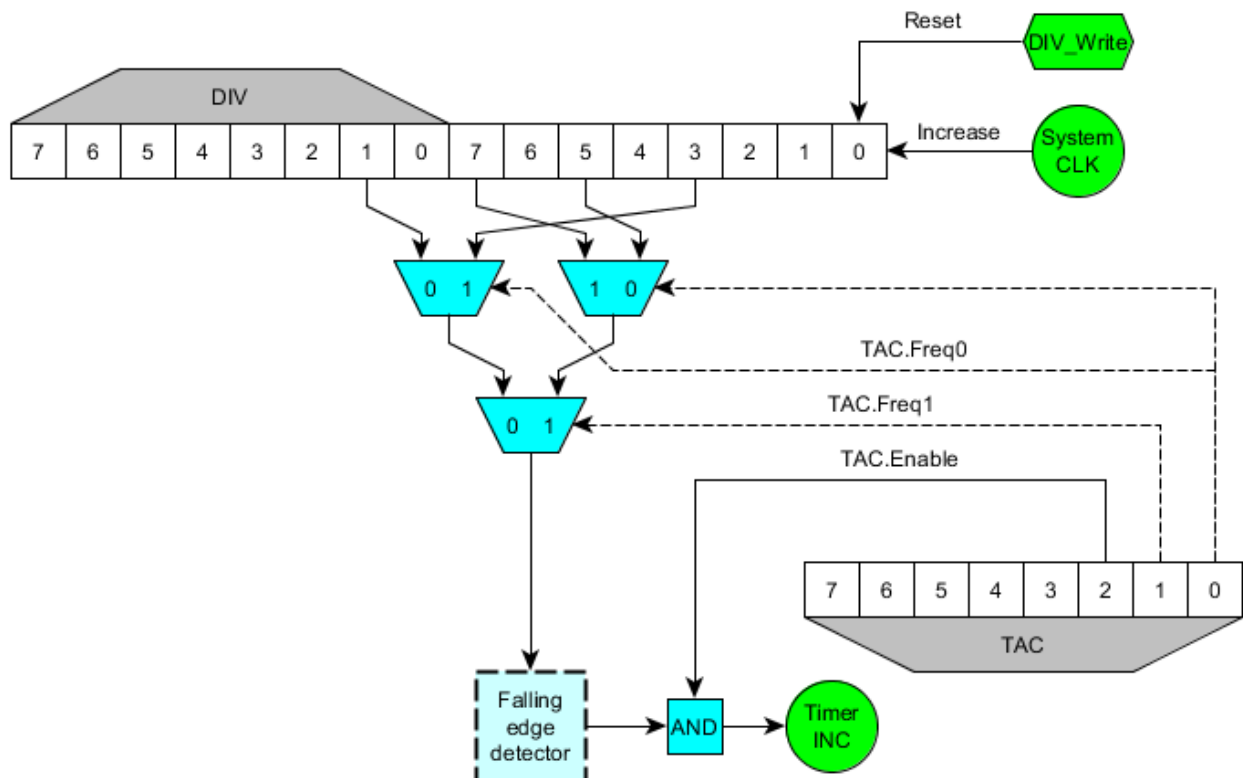 Reset
DIV_Write
DIV
7 6 5 4 3 2 1 0 7 6 5 4 3 2 1 0
Increase
System
CLK
0 1
1 0
TAC.Freq0
0 1
TAC.Freq1
TAC.Enable
7 6 5 4 3 2 1 0
TAC
Falling
edge
detector
AND
Timer
INC